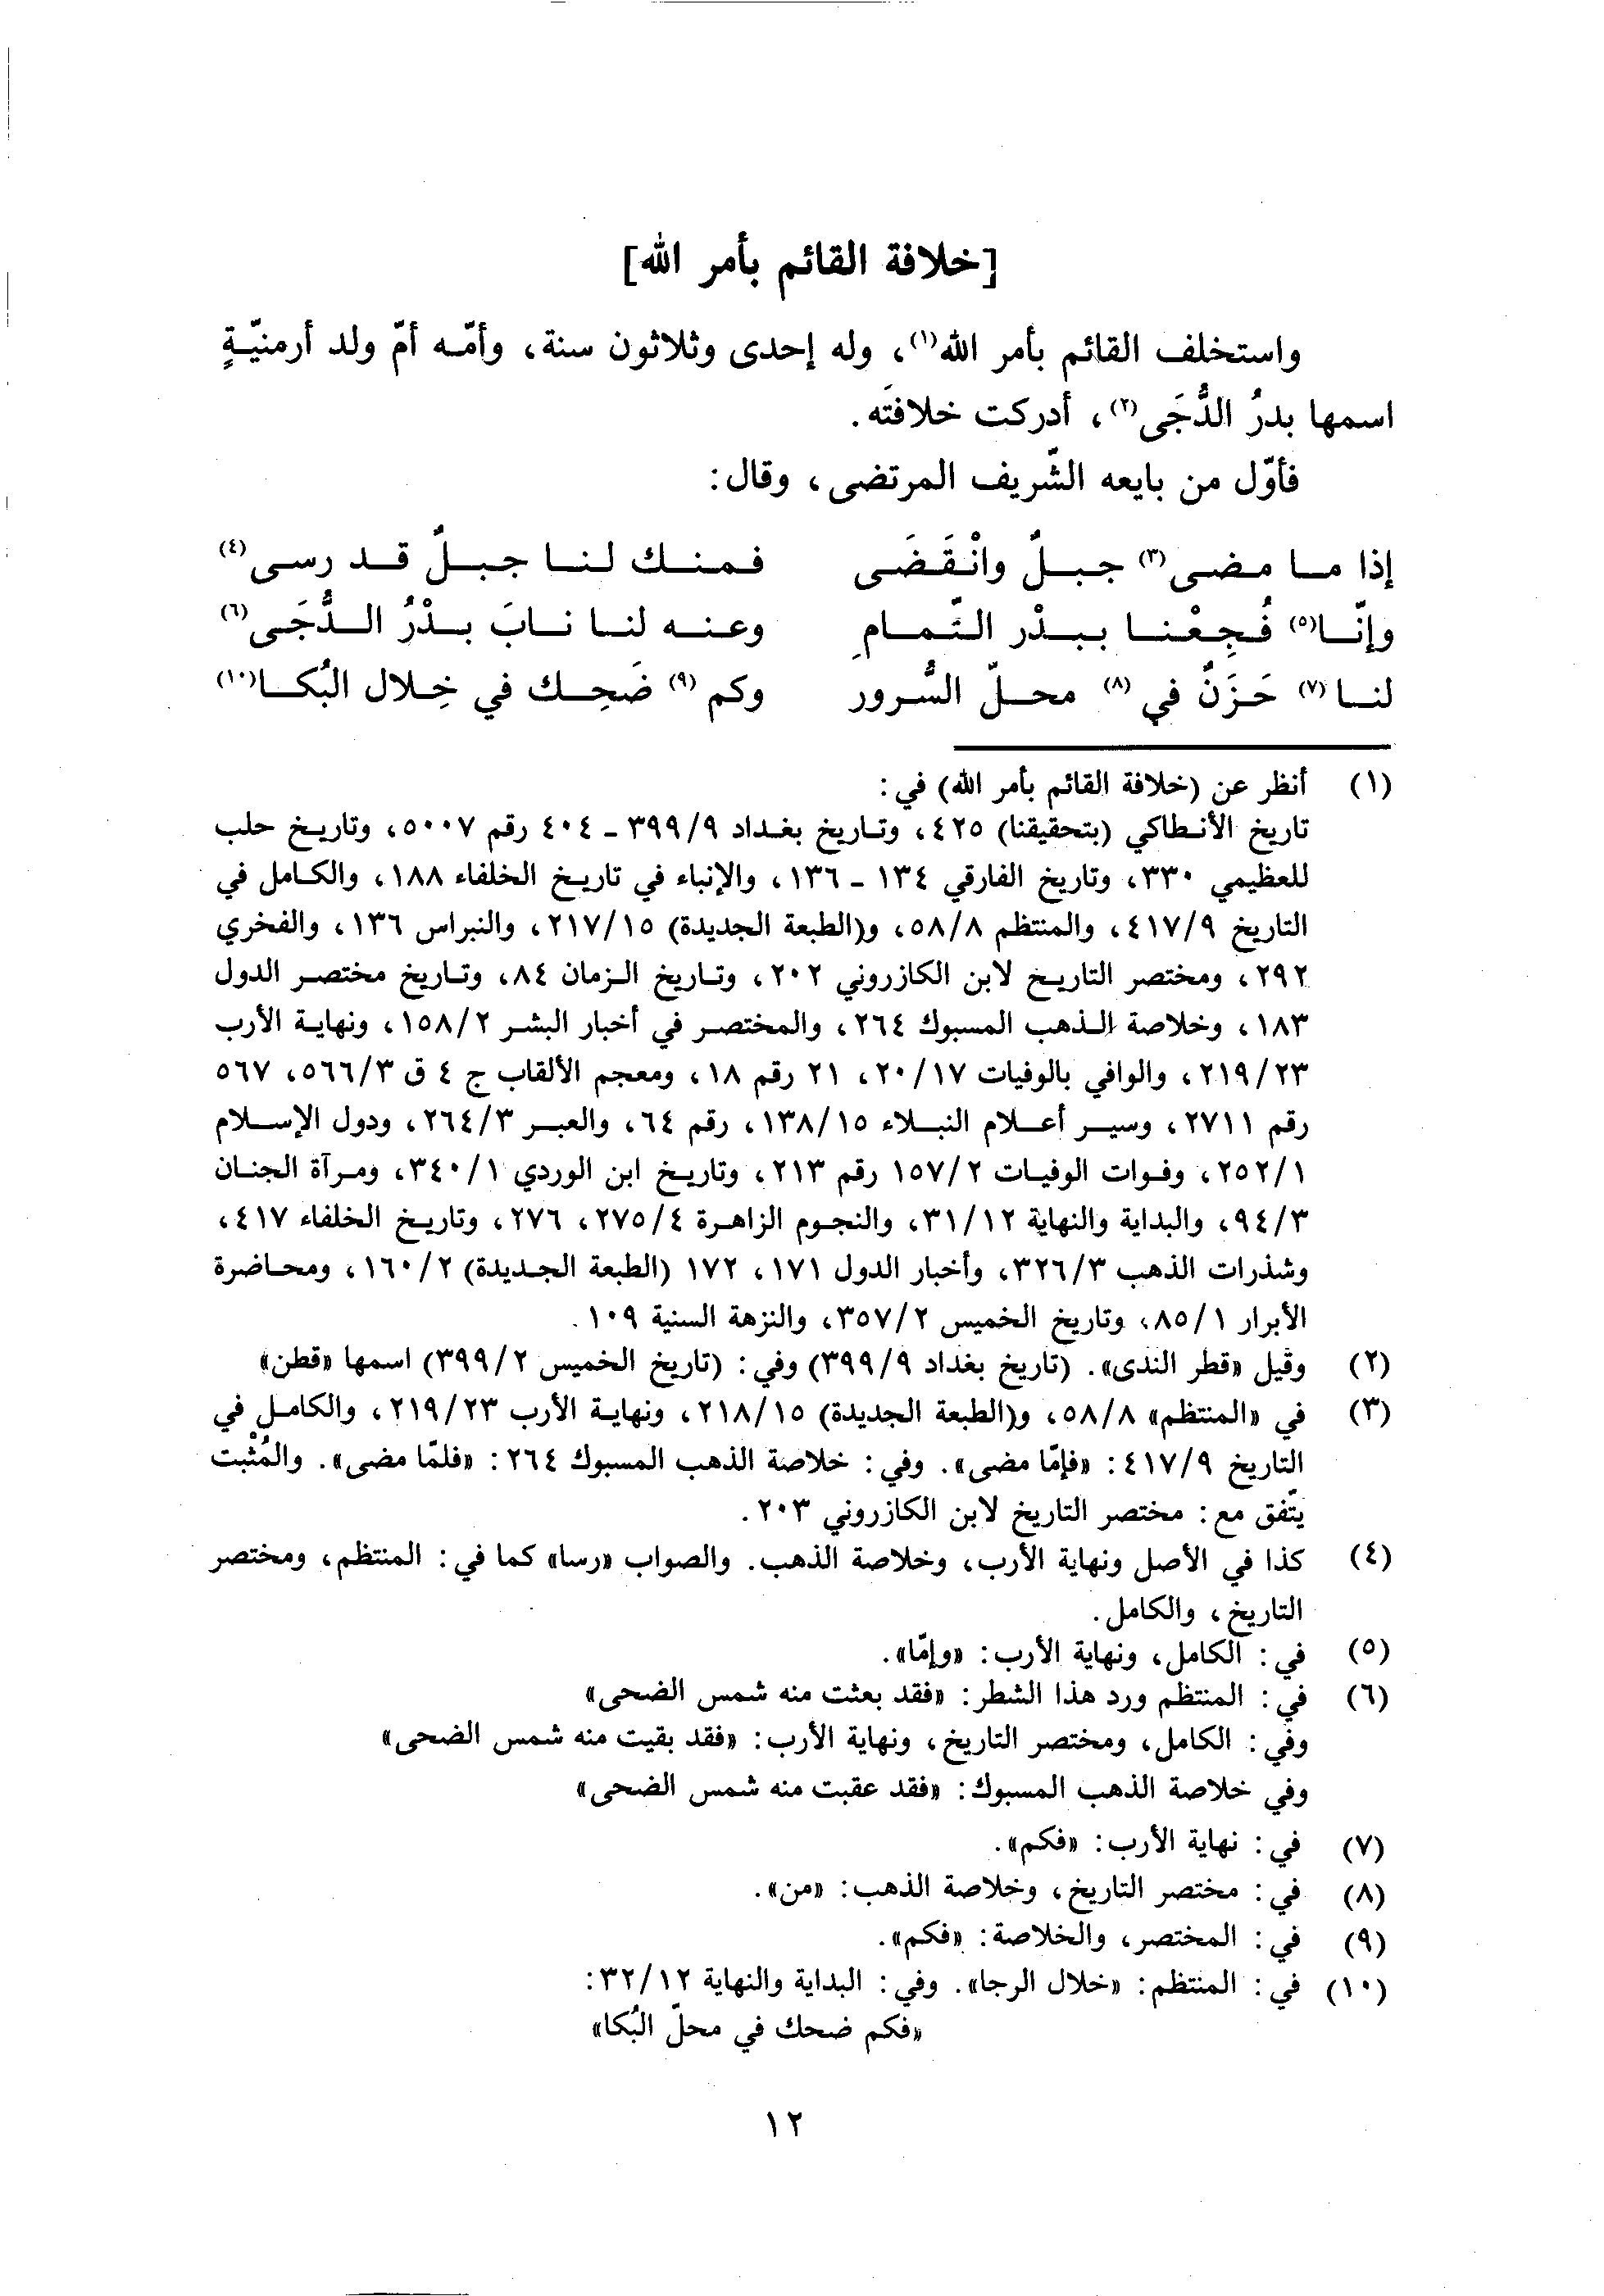 [خلافة القائم بأمر الله]
واستخلف القائم بأمر الله(١)، وله إحدى وثلاثون سنة، وأمّه أمّ ولد أرمنيّةٍ
اسمها بدرُ الدُّجَى(٢)، أدركت خلافتَه.
فأوّل من بايعه الشّريف المرتضى، وقال:
إذا ما مضى(٣) جبلٌ وانْقَضَى فمنك لنا جبلٌ قد رسى(٤)
وإنّا(٥) فُجِعْنا ببدْر التّمامِ وعنه لنا نابَ بدْرُ الدُّجَى(٦)
لنا(٧) حَزَنٌ في(٨) محلّ السُّرور وكم(٩) ضَحِك في خِلال البُكا(١٠)
(١) أنظر عن (خلافة القائم بأمر الله) في:
تاريخ الأنطاكي (بتحقيقنا) ٤٢٥، وتاريخ بغداد ٣٩٩/٩ ـ ٤٠٤ رقم ٥٠٠٧، وتاريخ حلب
للعظيمي ٣٣٠، وتاريخ الفارقي ١٣٤ ـ ١٣٦، والإنباء في تاريخ الخلفاء ١٨٨، والكامل في
التاريخ ٤١٧/٩، والمنتظم ٥٨/٨، و(الطبعة الجديدة) ٢١٧/١٥، والنبراس ١٣٦، والفخري
٢٩٢، ومختصر التاريخ لابن الكازروني ٢٠٢، وتاريخ الزمان ٨٤، وتاريخ مختصر الدول
١٨٣، وخلاصة الذهب المسبوك ٢٦٤، والمختصر في أخبار البشر ١٥٨/٢، ونهاية الأرب
٢١٩/٢٣، والوافي بالوفيات ٢٠/١٧، ٢١ رقم ١٨، ومعجم الألقاب ج ٤ ق ٥٦٦/٣، ٥٦٧
رقم ٢٧١١، وسير أعلام النبلاء ١٣٨/١٥، رقم ٦٤، والعبر ٢٦٤/٣، ودول الإسلام
٢٥٢/١، وفوات الوفيات ١٥٧/٢ رقم ٢١٣، وتاريخ ابن الوردي ٣٤٠/١، ومرآة الجنان
٩٤/٣، والبداية والنهاية ٣١/١٢، والنجوم الزاهرة ٢٧٥/٤، ٢٧٦، وتاريخ الخلفاء ٤١٧،
وشذرات الذهب ٣٢٦/٣، وأخبار الدول ١٧١، ١٧٢ (الطبعة الجديدة) ١٦٠/٢، ومحاضرة
الأبرار ٨٥/١، وتاريخ الخميس ٣٥٧/٢، والنزهة السنية ١٠٩.
(٢) وقيل «قطر الندى». (تاريخ بغداد ٣٩٩/٩) وفي: (تاريخ الخميس ٣٩٩/٢) اسمها «قطن»
(٣) في «المنتظم» ٥٨/٨، و(الطبعة الجديدة) ٢١٨/١٥، ونهاية الأرب ٢١٩/٢٣، والكامل في
التاريخ ٤١٧/٩: «فإمّا مضى». وفي: خلاصة الذهب المسبوك ٢٦٤: «فلمّا مضى». والمُثْبت
يتّفق مع: مختصر التاريخ لابن الكازروني ٢٠٣.
(٤) كذا في الأصل ونهاية الأرب، وخلاصة الذهب. والصواب «رسا» كما في: المنتظم، ومختصر
التاريخ، والكامل.
(٥) في: الكامل، ونهاية الأرب: «وإمّا».
(٦) في: المنتظم ورد هذا الشطر: «فقد بعثت منه شمس الضحى»
وفي: الكامل، ومختصر التاريخ، ونهاية الأرب: «فقد بقيت منه شمس الضحى»
وفي خلاصة الذهب المسبوك: «فقد عقبت منه شمس الضحى»
(٧) في: نهاية الأرب: «فكم».
(٨) في: مختصر التاريخ، وخلاصة الذهب: «من».
(٩) في: المختصر، والخلاصة: «فكم».
(١٠) في: المنتظم: «خلال الرجا». وفي: البداية والنهاية ٣٢/١٢:
«فكم ضحك في محلّ البُكا»
١٢